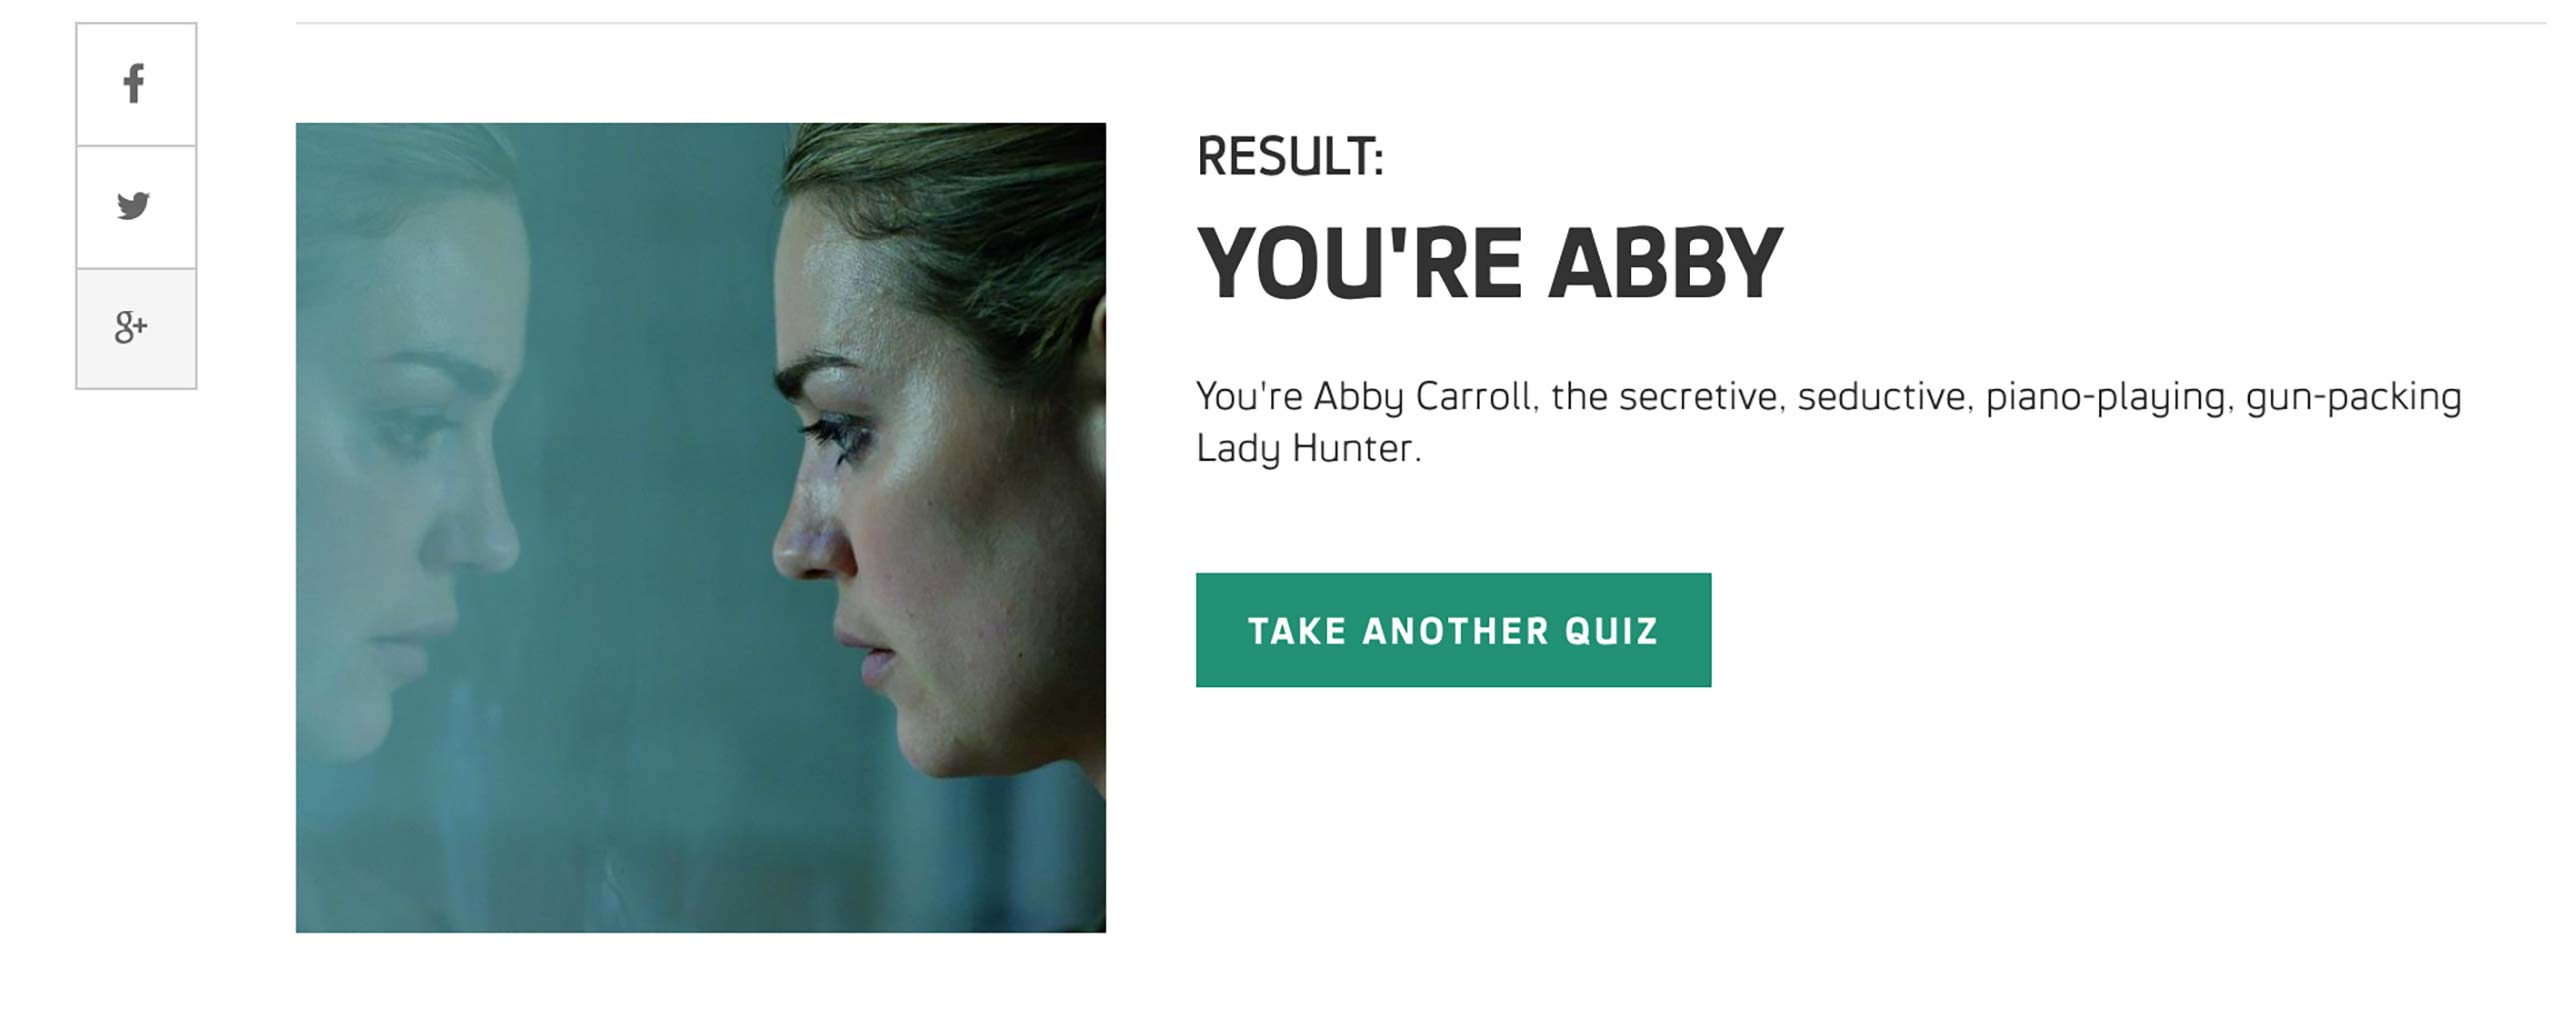 RESULT:
YOU'RE ABBY
You're Abby Carroll, the secretive, seductive, piano-playing, gun-packing
Lady Hunter.
TAKE ANOTHER QUIZ
g+